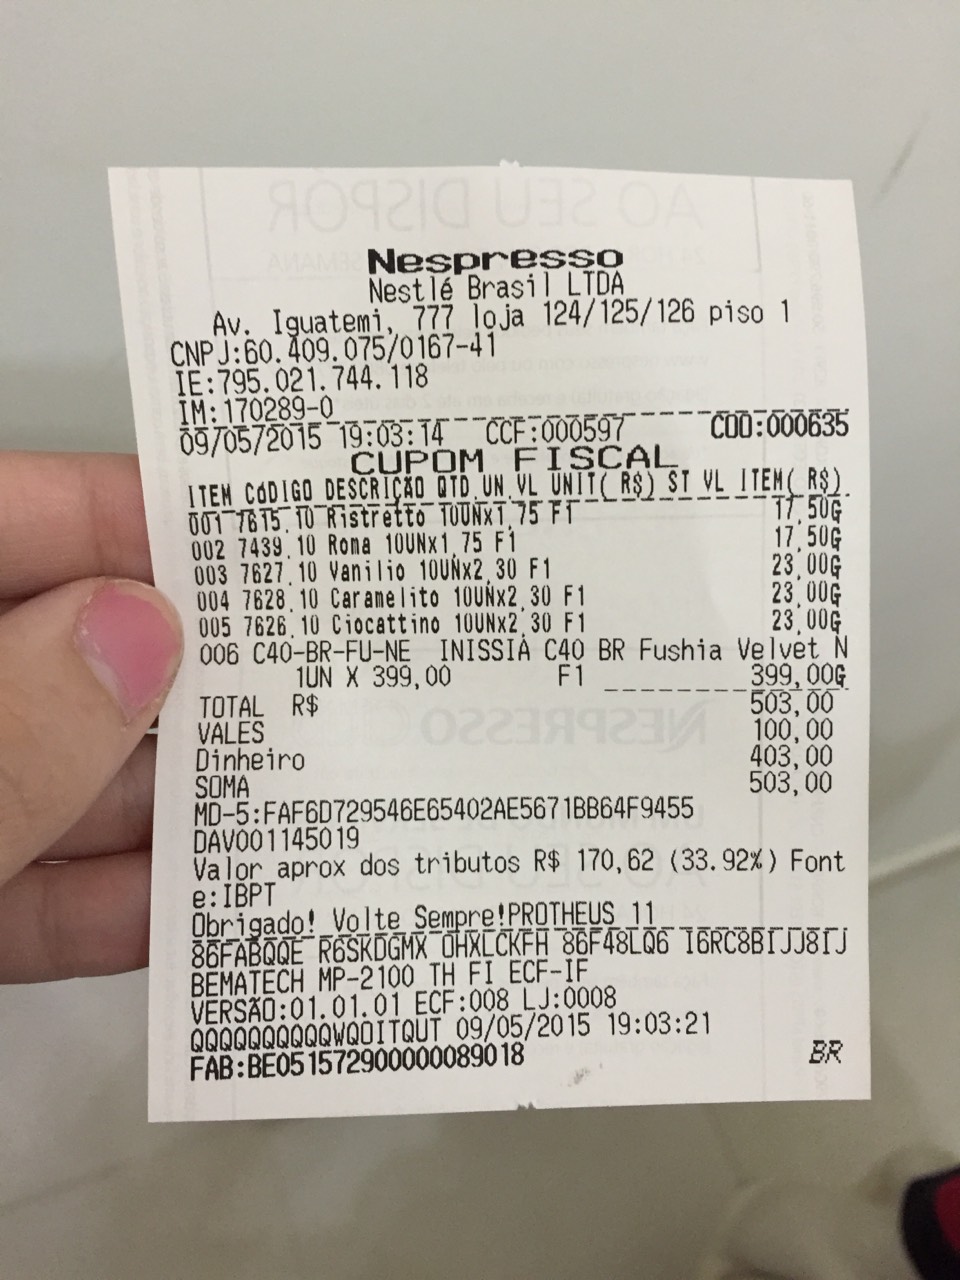 Nespresso
Nestlé Brasil LTDA
Av. Iguatemi, 777 loja 124/125/126 piso 1
CNPJ:60.409.075/0167-41
IE:795.021.744.118
IM:170289-0
09/05/2015 19:03:14 CCF:000597 COO:000635
CUPOM FISCAL
ITEM CóDIGO DESCRIÇÃO QTD.UN.VL UNIT( R$) ST VL ITEM( R$)
001 7615.10 Ristretto 10UNx1,75 F1 17,50G
002 7439.10 Roma 10UNx1,75 F1 17,50G
003 7627.10 Vanilio 10UNx2,30 F1 23,00G
004 7628.10 Caramelito 10UNx2,30 F1 23,00G
005 7626.10 Ciocattino 10UNx2,30 F1 23,00G
006 C40-BR-FU-NE INISSIA C40 BR Fushia Velvet N
1UN X 399,00 F1 399,00G
TOTAL R$ 503,00
VALES 100,00
Dinheiro 403,00
SOMA 503,00
MD-5:FAF6D729546E65402AE5671BB64F9455
DAV001145019
Valor aprox dos tributos R$ 170,62 (33.92%) Font
e:IBPT
Obrigado! Volte Sempre!PROTHEUS 11
86FABQQE R6SKDGMX OHXLCKFH 86F48LQ6 I6RC8BIJJ8IJ
BEMATECH MP-2100 TH FI ECF-IF
VERSÃO:01.01.01 ECF:008 LJ:0008
QQQQQQQQQQWQOITQUT 09/05/2015 19:03:21
FAB:BE051572900000089018 BR